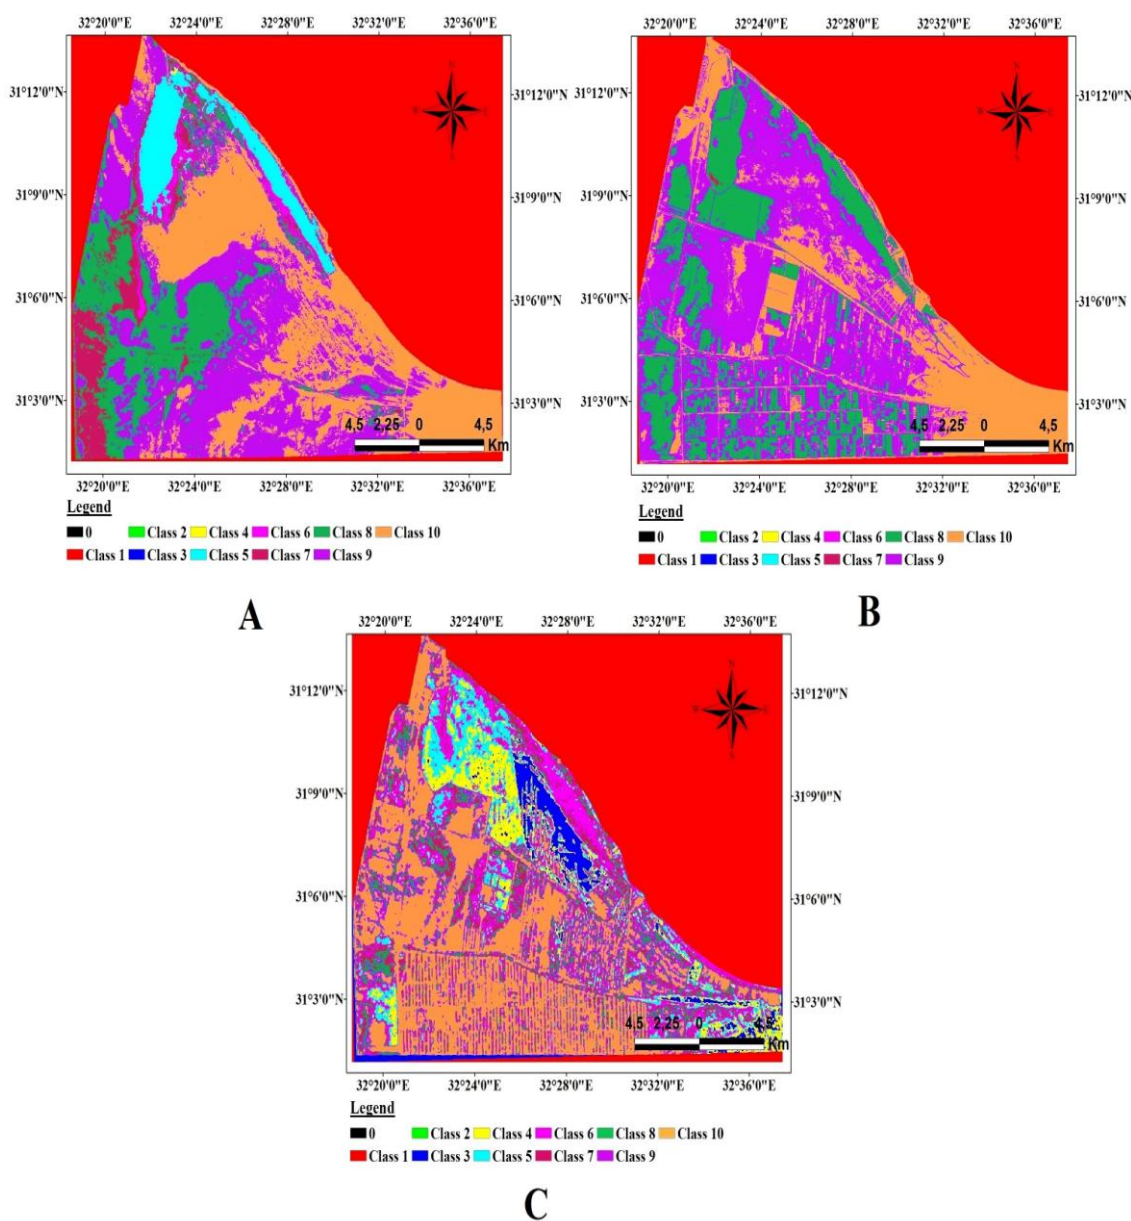 32°20'0"E 32°24'0"E 32°28'0"E 32°32'0"E 32°36'0"E
N
31°12'0"N 31°12'0"N
31°9'0"N 31°9'0"N
31°6'0"N 31°6'0"N
31°3'0"N 31°3'0"N
4,5 2,25 0 4,5
Km
32°20'0"E 32°24'0"E 32°28'0"E 32°32'0"E 32°36'0"E
Legend
0 Class 2 Class 4 Class 6 Class 8 Class 10
Class 1 Class 3 Class 5 Class 7 Class 9
A
32°20'0"E 32°24'0"E 32°28'0"E 32°32'0"E 32°36'0"E
N
31°12'0"N 31°12'0"N
31°9'0"N 31°9'0"N
31°6'0"N 31°6'0"N
31°3'0"N 31°3'0"N
4,5 2,25 0 4,5
Km
32°20'0"E 32°24'0"E 32°28'0"E 32°32'0"E 32°36'0"E
Legend
0 Class 2 Class 4 Class 6 Class 8 Class 10
Class 1 Class 3 Class 5 Class 7 Class 9
B
32°20'0"E 32°24'0"E 32°28'0"E 32°32'0"E 32°36'0"E
N
31°12'0"N 31°12'0"N
31°9'0"N 31°9'0"N
31°6'0"N 31°6'0"N
31°3'0"N 31°3'0"N
4,5 2,25 0 4,5
Km
32°20'0"E 32°24'0"E 32°28'0"E 32°32'0"E 32°36'0"E
Legend
0 Class 2 Class 4 Class 6 Class 8 Class 10
Class 1 Class 3 Class 5 Class 7 Class 9
C